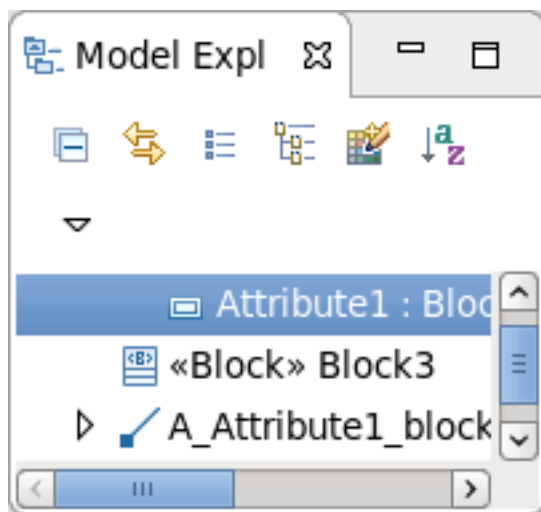 Model Expl
Attribute1 : Bloc
«Block» Block3
A_Attribute1_block